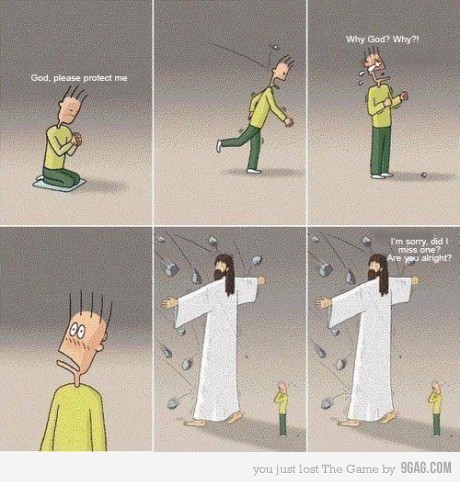 God, please protect me
Why God? Why?!
I'm sorry, did I
miss one?
Are you alright?
you just lost The Game by 9GAG.COM